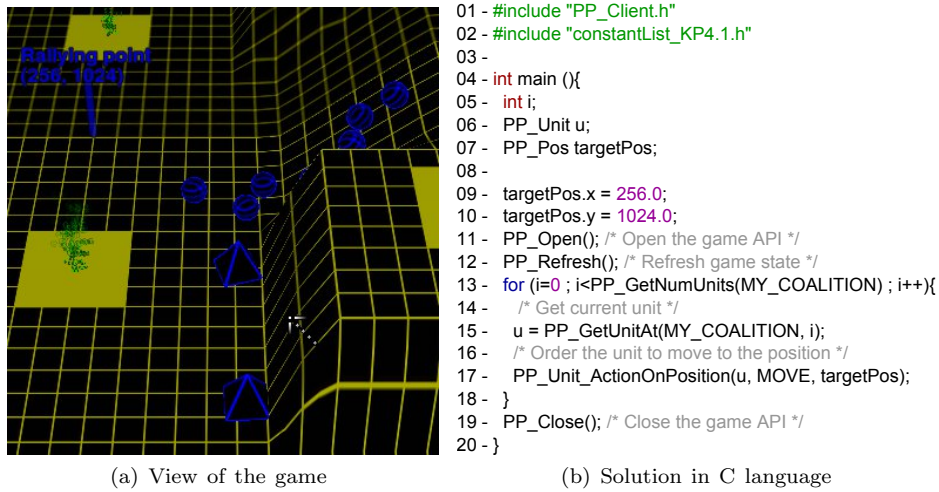 Rallying point
(256, 1024)
01 - #include "PP_Client.h"
02 - #include "constantList_KP4.1.h"
03 -
04 - int main (){
05 - int i;
06 - PP_Unit u;
07 - PP_Pos targetPos;
08 -
09 - targetPos.x = 256.0;
10 - targetPos.y = 1024.0;
11 - PP_Open(); /* Open the game API */
12 - PP_Refresh(); /* Refresh game state */
13 - for (i=0 ; i<PP_GetNumUnits(MY_COALITION) ; i++){
14 - /* Get current unit */
15 - u = PP_GetUnitAt(MY_COALITION, i);
16 - /* Order the unit to move to the position */
17 - PP_Unit_ActionOnPosition(u, MOVE, targetPos);
18 - }
19 - PP_Close(); /* Close the game API */
20 - }
(a) View of the game
(b) Solution in C language